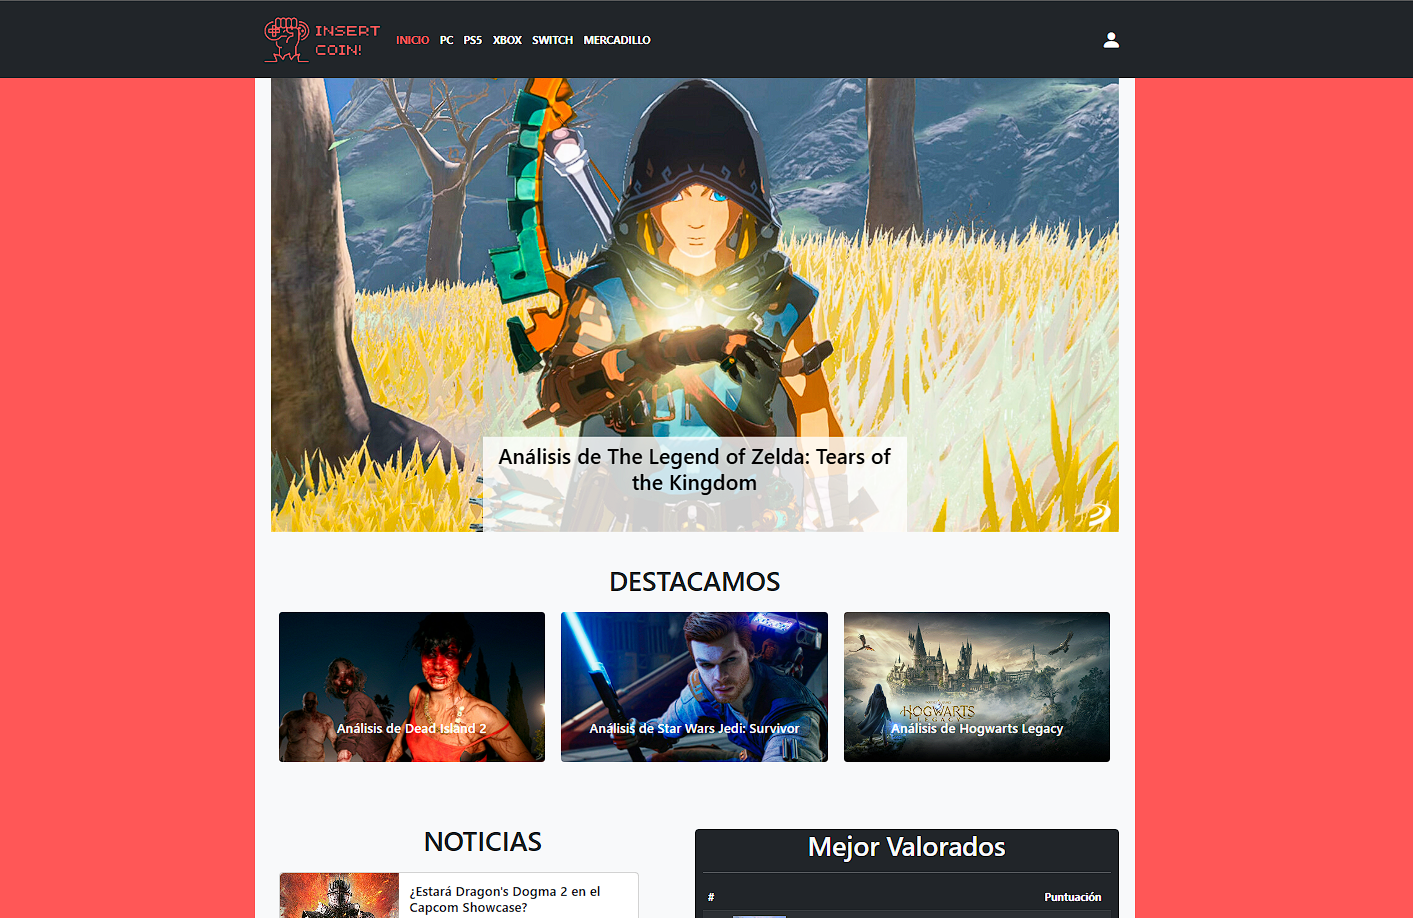 INSERT
COIN!
INICIO PC PS5 XBOX SWITCH MERCADILLO
Análisis de The Legend of Zelda: Tears of
the Kingdom
DESTACAMOS
Análisis de Dead Island 2
Análisis de Star Wars Jedi: Survivor
HOGWARTS
LEGACY
Análisis de Hogwarts Legacy
NOTICIAS
¿Estará Dragon's Dogma 2 en el
Capcom Showcase?
Mejor Valorados
# Puntuación